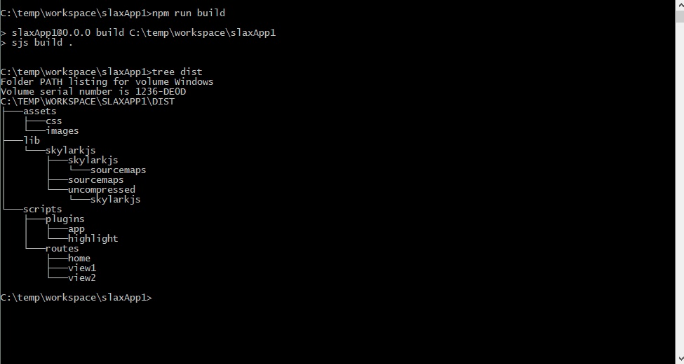 C:\temp\workspace\slaxApp1>npm run build
> slaxApp1@0.0.0 build C:\temp\workspace\slaxApp1
> sjs build .
C:\temp\workspace\slaxApp1>tree dist
Folder PATH listing for volume Windows
Volume serial number is 1236-DE0D
C:\TEMP\WORKSPACE\SLAXAPP1\DIST
├───assets
│   ├───css
│   └───images
├───lib
│   └───skylarkjs
│       ├───skylarkjs
│       │   └───sourcemaps
│       ├───sourcemaps
│       └───uncompressed
│           └───skylarkjs
└───scripts
    ├───plugins
    │   ├───app
    │   └───highlight
    └───routes
        ├───home
        ├───view1
        └───view2
C:\temp\workspace\slaxApp1>